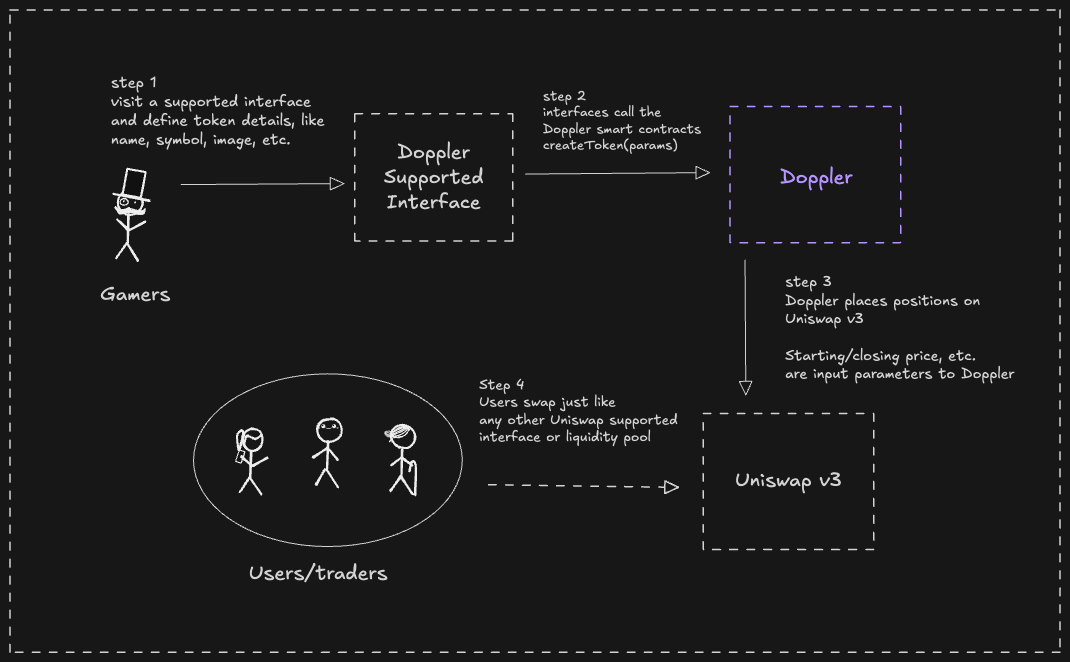 step 1
visit a supported interface
and define token details, like
name, symbol, image, etc.
Gamers
Doppler
Supported
Interface
step 2
interfaces call the
Doppler smart contracts
createToken(params)
Doppler
step 3
Doppler places positions on
Uniswap v3
Starting/closing price, etc.
are input parameters to Doppler
Uniswap v3
Step 4
Users swap just like
any other Uniswap supported
interface or liquidity pool
Users/traders